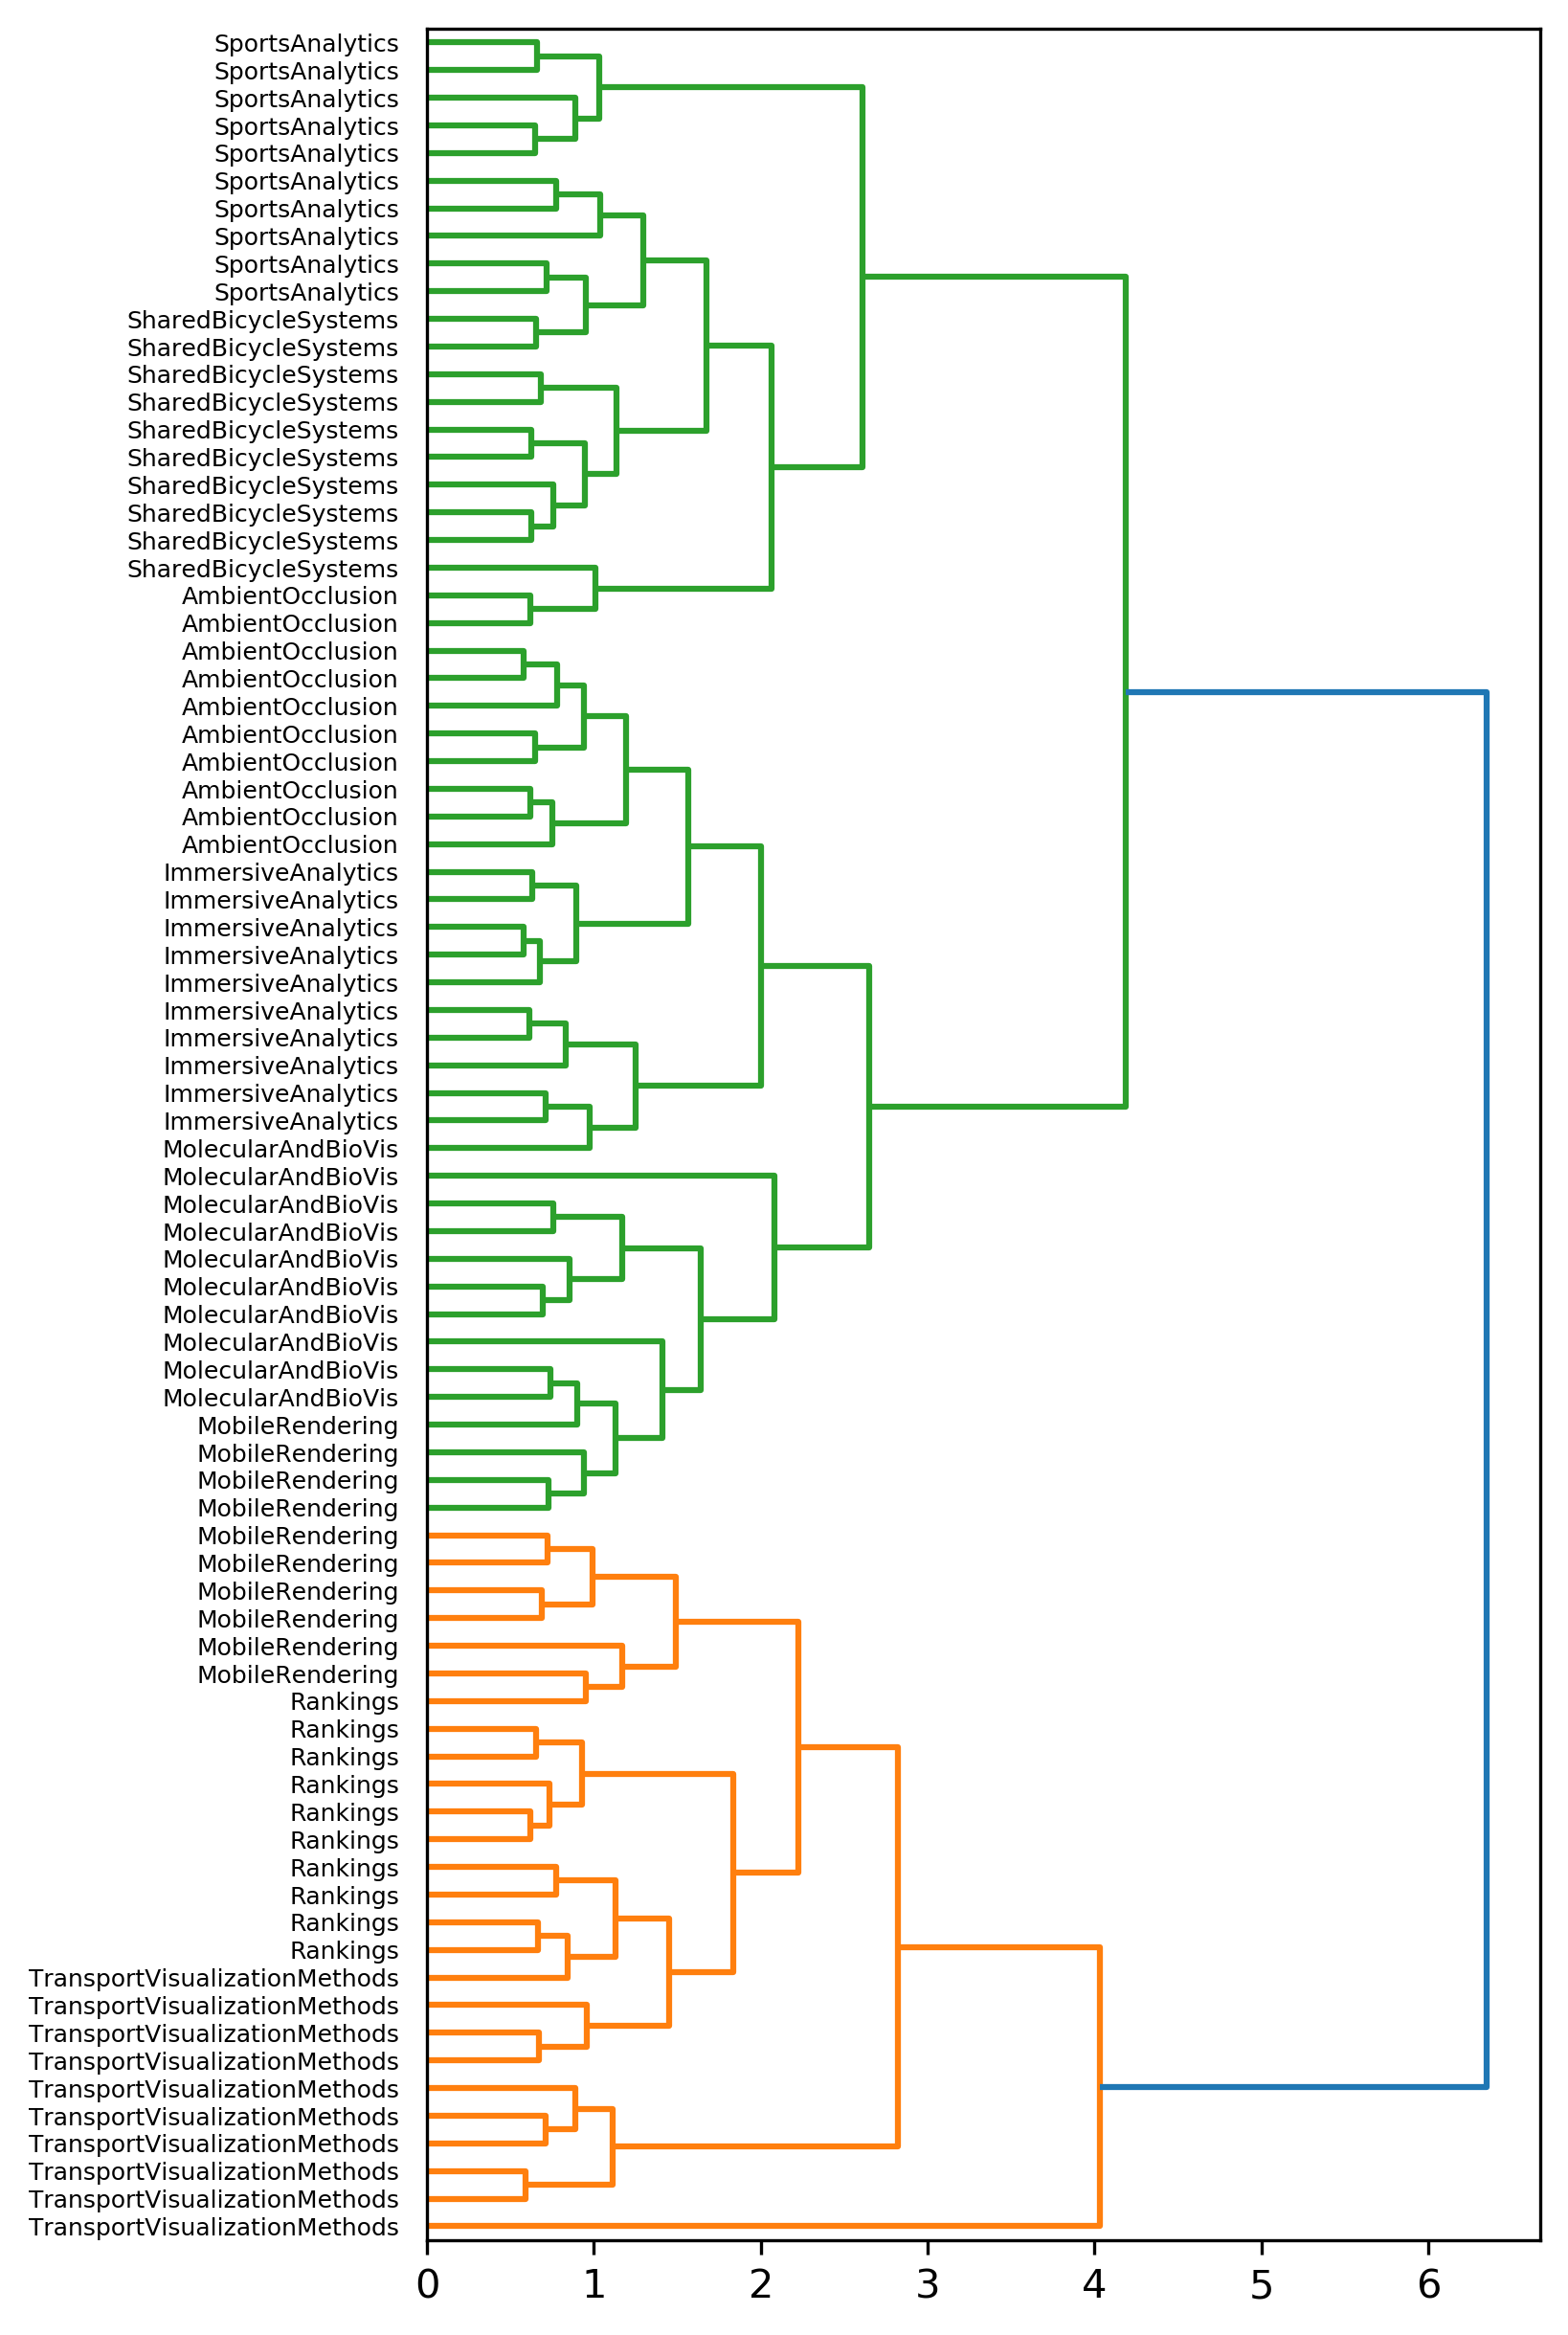 SportsAnalytics
SportsAnalytics
SportsAnalytics
SportsAnalytics
SportsAnalytics
SportsAnalytics
SportsAnalytics
SportsAnalytics
SportsAnalytics
SportsAnalytics
SharedBicycleSystems
SharedBicycleSystems
SharedBicycleSystems
SharedBicycleSystems
SharedBicycleSystems
SharedBicycleSystems
SharedBicycleSystems
SharedBicycleSystems
SharedBicycleSystems
SharedBicycleSystems
AmbientOcclusion
AmbientOcclusion
AmbientOcclusion
AmbientOcclusion
AmbientOcclusion
AmbientOcclusion
AmbientOcclusion
AmbientOcclusion
AmbientOcclusion
AmbientOcclusion
ImmersiveAnalytics
ImmersiveAnalytics
ImmersiveAnalytics
ImmersiveAnalytics
ImmersiveAnalytics
ImmersiveAnalytics
ImmersiveAnalytics
ImmersiveAnalytics
ImmersiveAnalytics
ImmersiveAnalytics
MolecularAndBioVis
MolecularAndBioVis
MolecularAndBioVis
MolecularAndBioVis
MolecularAndBioVis
MolecularAndBioVis
MolecularAndBioVis
MolecularAndBioVis
MolecularAndBioVis
MolecularAndBioVis
MobileRendering
MobileRendering
MobileRendering
MobileRendering
MobileRendering
MobileRendering
MobileRendering
MobileRendering
MobileRendering
MobileRendering
Rankings
Rankings
Rankings
Rankings
Rankings
Rankings
Rankings
Rankings
Rankings
Rankings
TransportVisualizationMethods
TransportVisualizationMethods
TransportVisualizationMethods
TransportVisualizationMethods
TransportVisualizationMethods
TransportVisualizationMethods
TransportVisualizationMethods
TransportVisualizationMethods
TransportVisualizationMethods
TransportVisualizationMethods
0 1 2 3 4 5 6